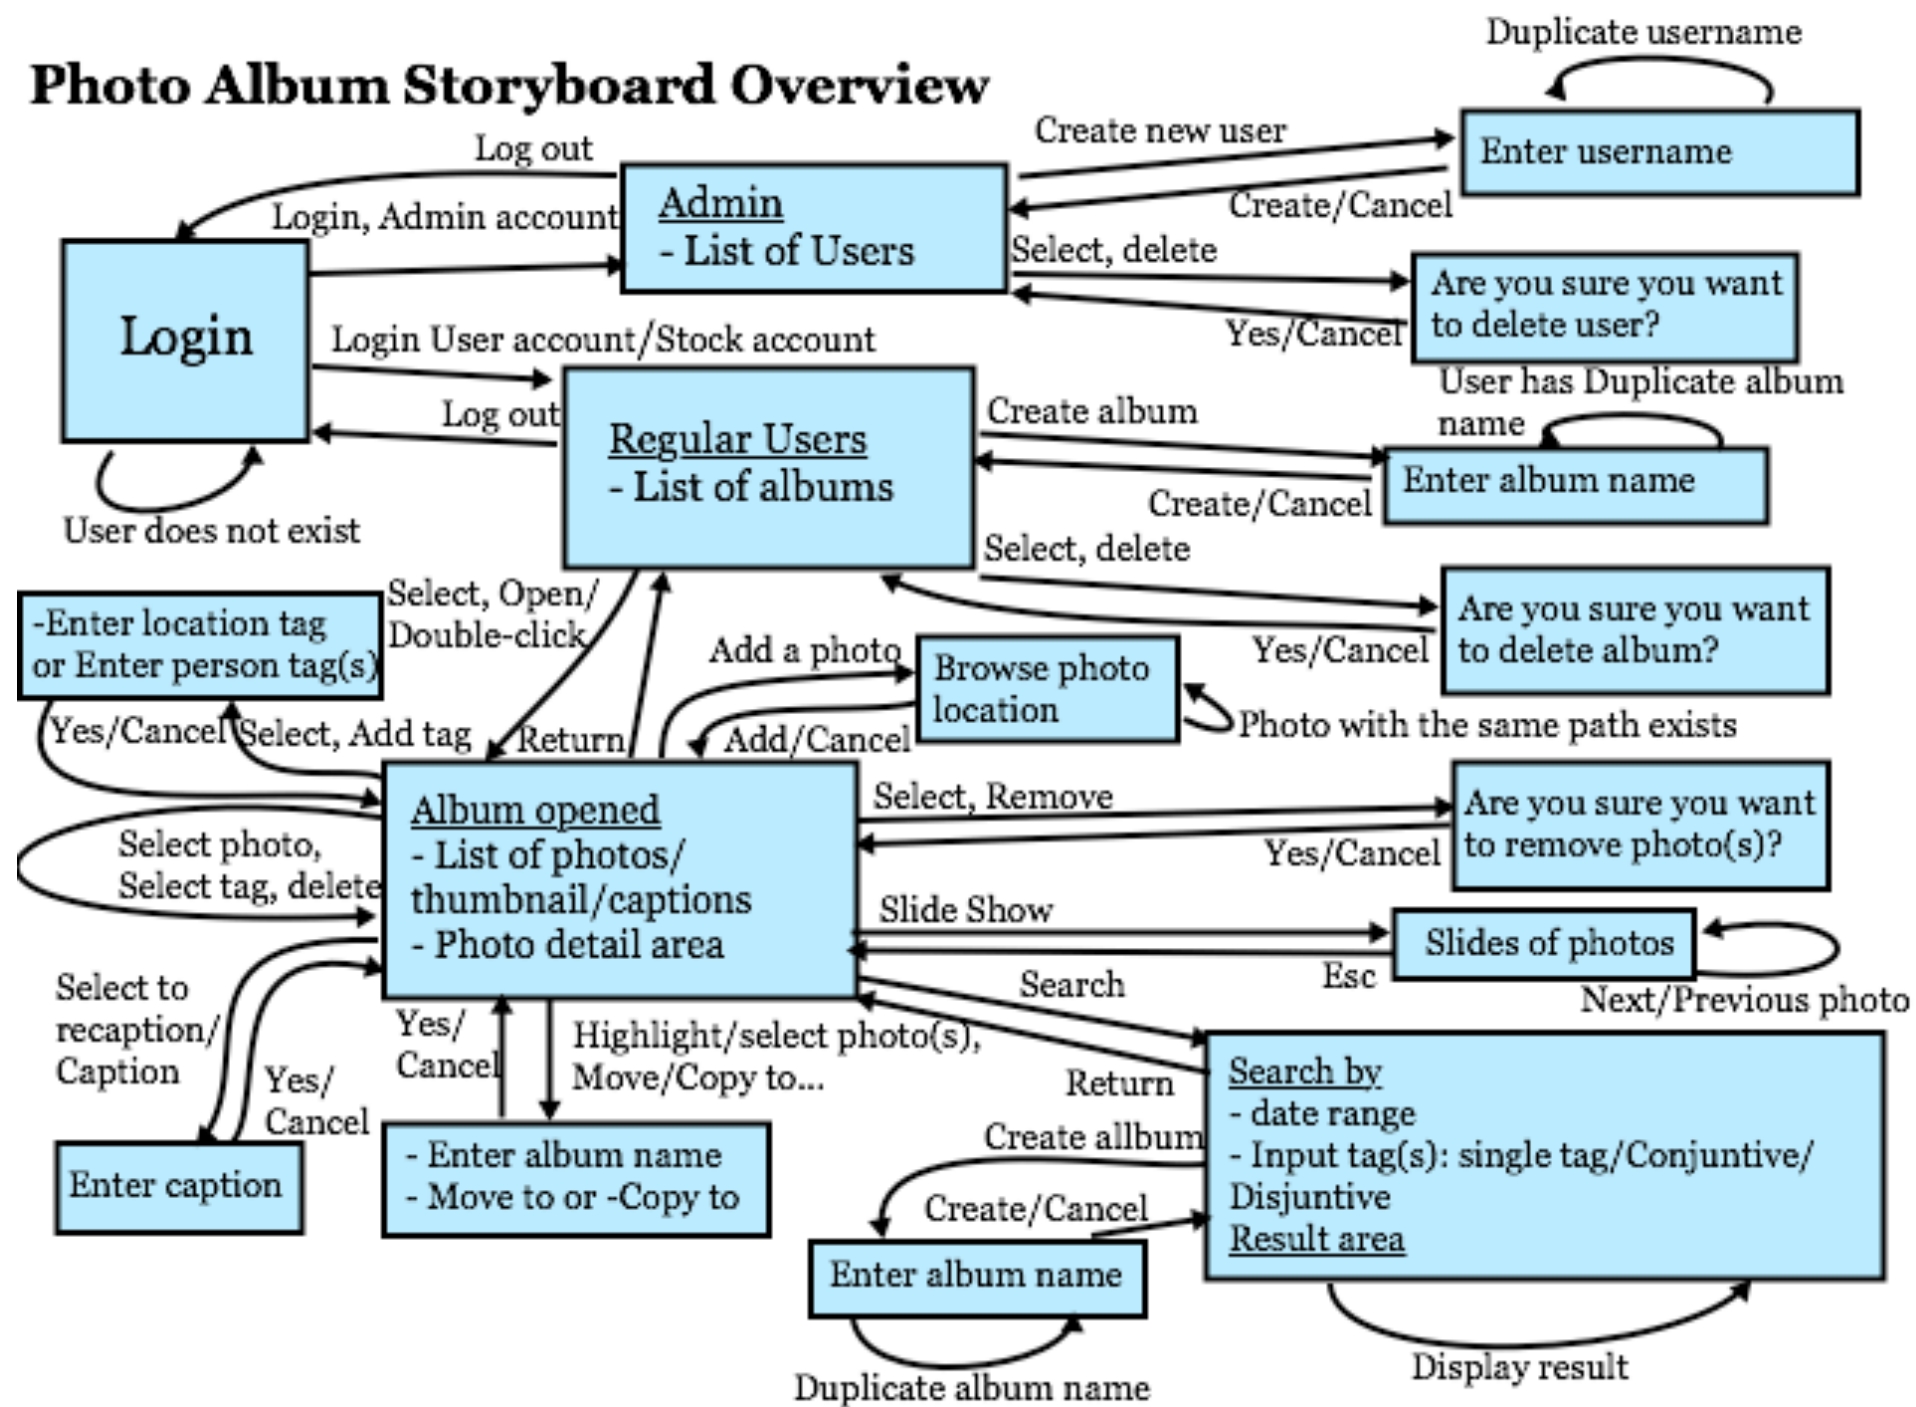 Photo Album Storyboard Overview
Duplicate username
Log out
Create new user
Enter username
Login, Admin account
Admin
- List of Users
Create/Cancel
Select, delete
Are you sure you want
to delete user?
Yes/Cancel
Login
Login User account/Stock account
User has Duplicate album
name
Log out
Regular Users
- List of albums
Create album
Enter album name
Create/Cancel
User does not exist
Select, delete
Are you sure you want
to delete album?
Yes/Cancel
Select, Open/
Double-click
-Enter location tag
or Enter person tag(s)
Add a photo
Browse photo
location
Photo with the same path exists
Yes/Cancel
Select, Add tag
Return
Add/Cancel
Album opened
- List of photos/
thumbnail/captions
- Photo detail area
Select, Remove
Are you sure you want
to remove photo(s)?
Yes/Cancel
Select photo,
Select tag, delete
Slide Show
Slides of photos
Esc
Next/Previous photo
Search
Select to
recaption/
Caption
Yes/
Cancel
Yes/
Cancel
Highlight/select photo(s),
Move/Copy to...
Return
Search by
- date range
- Input tag(s): single tag/Conjuntive/
Disjuntive
Result area
Create allbum
Enter caption
- Enter album name
- Move to or -Copy to
Create/Cancel
Enter album name
Duplicate album name
Display result